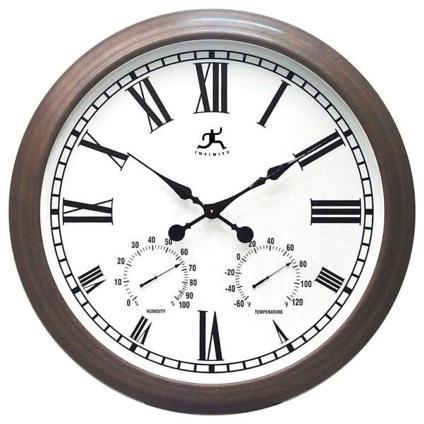 XII
XI
I
X
II
INFINITY
IX
III
30 40 50 60
20 70
10 80
0 90
% 100
HUMIDITY
20 40
0 60
-20 80
-40 100
-60 °F 120
TEMPERATURE
VIII
IIII
VI